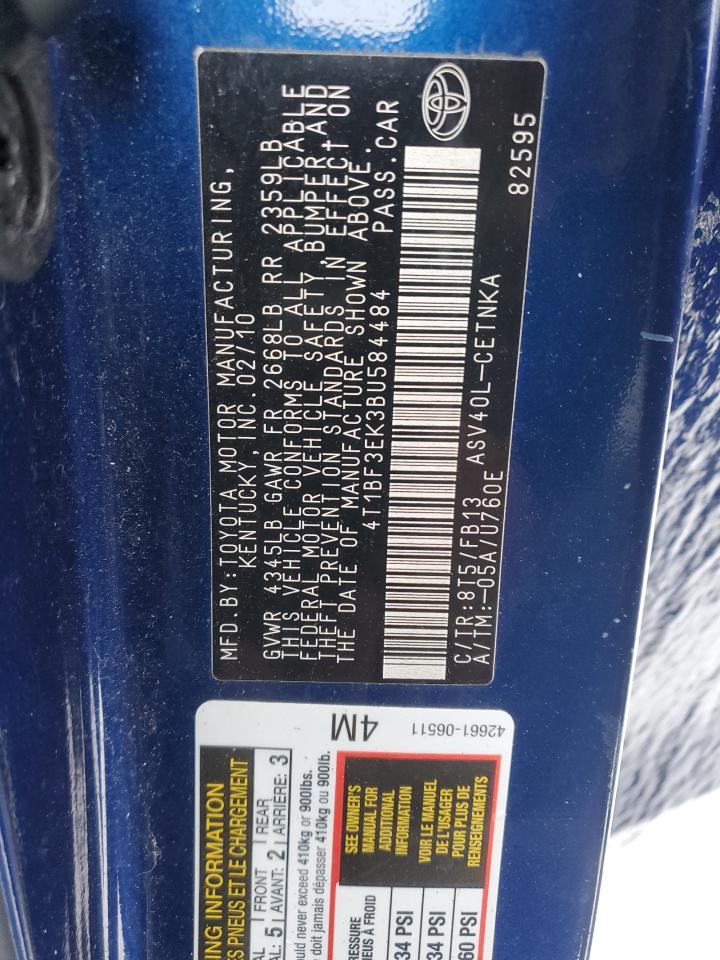 MFD.BY:TOYOTA MOTOR MANUFACTURING,
KENTUCKY, INC.02/10
GVWR 4345LB GAWR FR 2668LB RR 2359LB
THIS VEHICLE CONFORMS TO ALL APPLICABLE
FEDERAL MOTOR VEHICLE SAFETY, BUMPER,AND
THEFT PREVENTION STANDARDS IN EFFECT ON
THE DATE OF MANUFACTURE SHOWN ABOVE.
4T1BF3EK3BU584484 PASS.CAR
C/TR:8T5/FB13 ASV40L-CETNKA
A/TM:-05A/U760E
82595
4M
42661-06511
ING INFORMATION
S PNEUS ET LE CHARGEMENT
AL: 5 FRONT AVANT: 2 REAR ARRIÈRE: 3
ould never exceed 410kg or 900lbs.
e doit jamais dépasser 410kg ou 900lb.
RESSURE
IEUS À FROID
34 PSI
34 PSI
60 PSI
SEE OWNER'S
MANUAL FOR
ADDITIONAL
INFORMATION
VOIR LE MANUEL
DE L'USAGER
POUR PLUS DE
RENSEIGNEMENTS